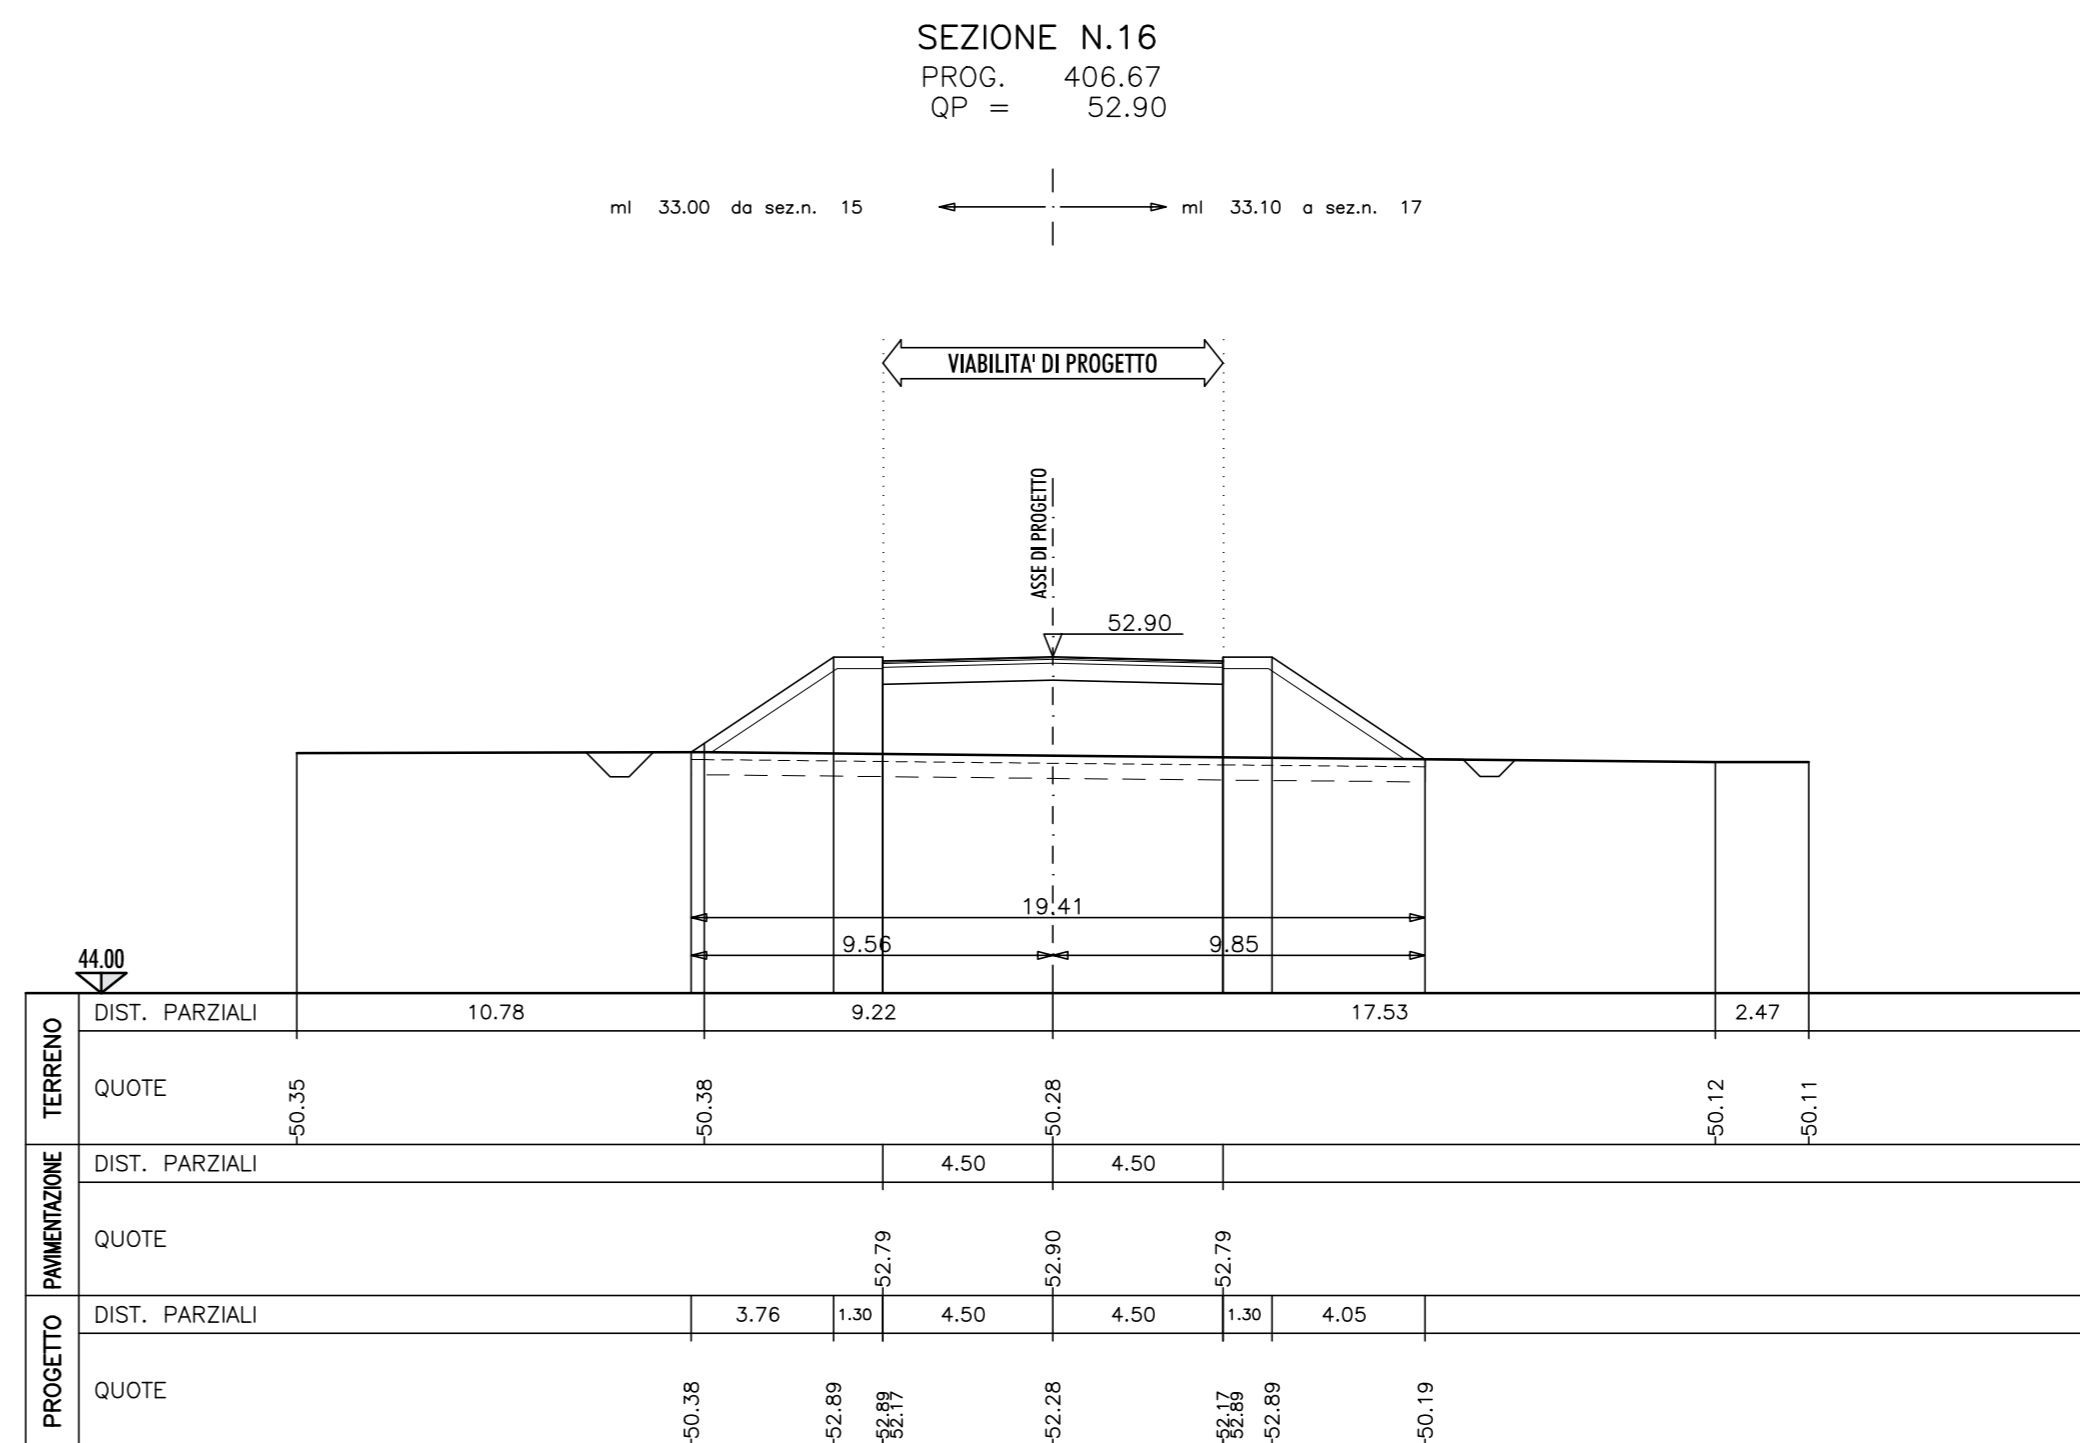 SEZIONE N.16
PROG. 406.67
QP = 52.90
ml 33.00 da sez.n. 15
ml 33.10 a sez.n. 17
VIABILITA' DI PROGETTO
ASSE DI PROGETTO
52.90
19.41
9.56
9.85
44.00
TERRENO
DIST. PARZIALI
10.78
9.22
17.53
2.47
QUOTE
50.35
50.38
50.28
50.12
50.11
PAVIMENTAZIONE
DIST. PARZIALI
4.50
4.50
QUOTE
52.79
52.90
52.79
PROGETTO
DIST. PARZIALI
3.76
1.30
4.50
4.50
1.30
4.05
QUOTE
50.38
52.89
52.89
52.17
52.28
52.17
52.89
52.89
50.19